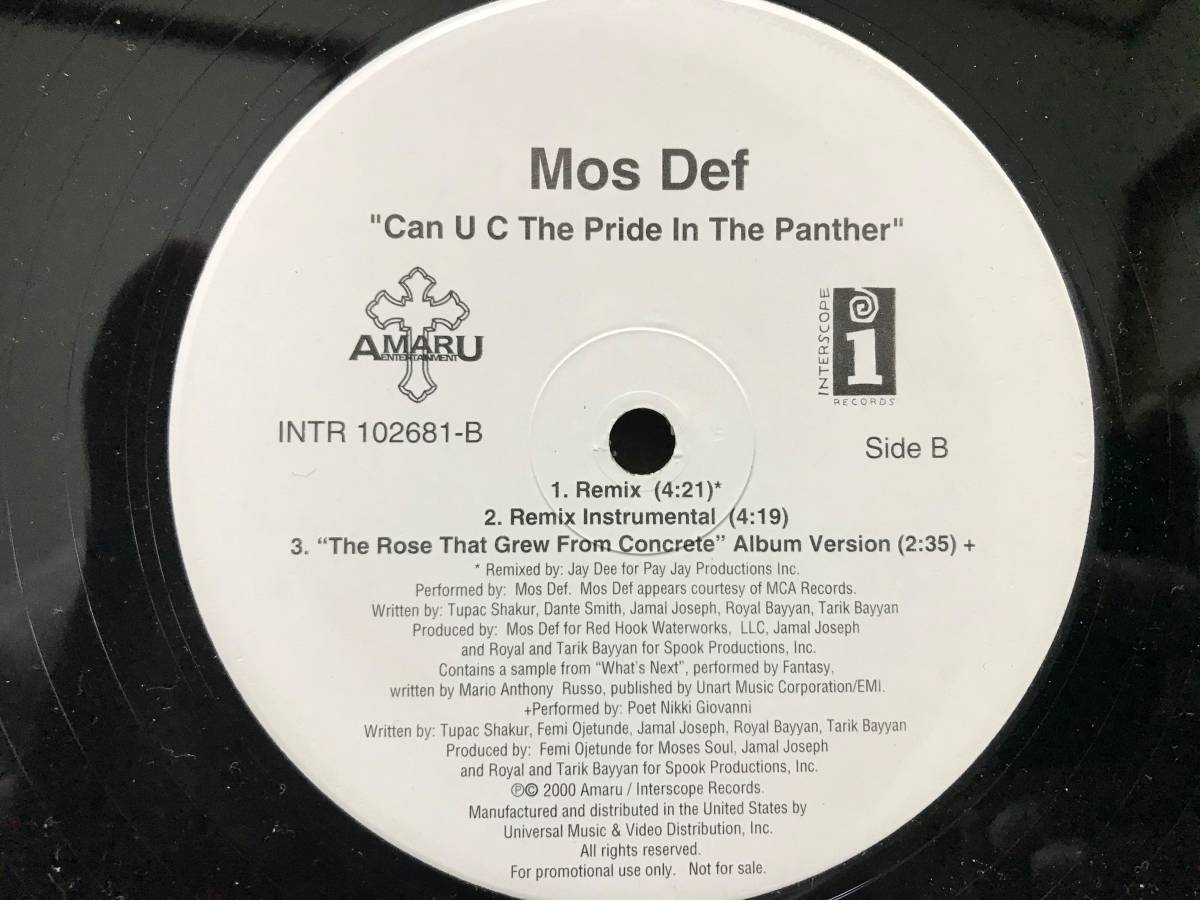 Mos Def
"Can U C The Pride In The Panther"
AMARU
ENTERTAINMENT
INTERSCOPE
i
RECORDS
INTR 102681-B
Side B
1. Remix (4:21)*
2. Remix Instrumental (4:19)
3. “The Rose That Grew From Concrete” Album Version (2:35) +
* Remixed by: Jay Dee for Pay Jay Productions Inc.
Performed by: Mos Def. Mos Def appears courtesy of MCA Records.
Written by: Tupac Shakur, Dante Smith, Jamal Joseph, Royal Bayyan, Tarik Bayyan
Produced by: Mos Def for Red Hook Waterworks, LLC, Jamal Joseph
and Royal and Tarik Bayyan for Spook Productions, Inc.
Contains a sample from “What's Next”, performed by Fantasy,
written by Mario Anthony Russo, published by Unart Music Corporation/EMI.
+Performed by: Poet Nikki Giovanni
Written by: Tupac Shakur, Femi Ojetunde, Jamal Joseph, Royal Bayyan, Tarik Bayyan
Produced by: Femi Ojetunde for Moses Soul, Jamal Joseph
and Royal and Tarik Bayyan for Spook Productions, Inc.
℗© 2000 Amaru / Interscope Records.
Manufactured and distributed in the United States by
Universal Music & Video Distribution, Inc.
All rights reserved.
For promotional use only. Not for sale.